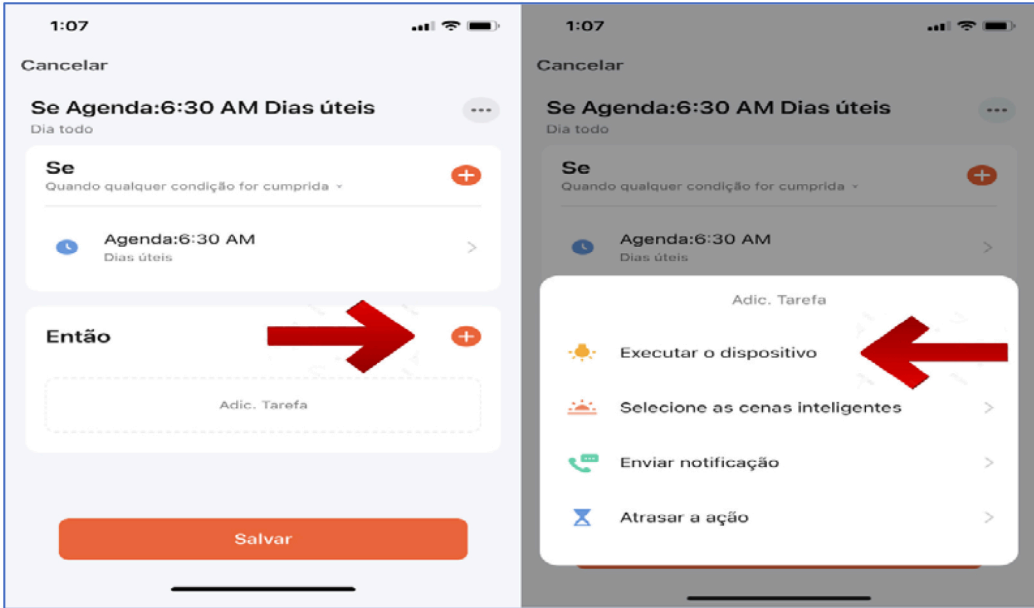 1:07
Cancelar
Se Agenda:6:30 AM Dias úteis
Dia todo
Se
Quando qualquer condição for cumprida
Agenda:6:30 AM
Dias úteis
Então
Adic. Tarefa
Salvar
1:07
Cancelar
Se Agenda:6:30 AM Dias úteis
Dia todo
Se
Quando qualquer condição for cumprida
Agenda:6:30 AM
Dias úteis
Adic. Tarefa
Executar o dispositivo
Selecione as cenas inteligentes
Enviar notificação
Atrasar a ação